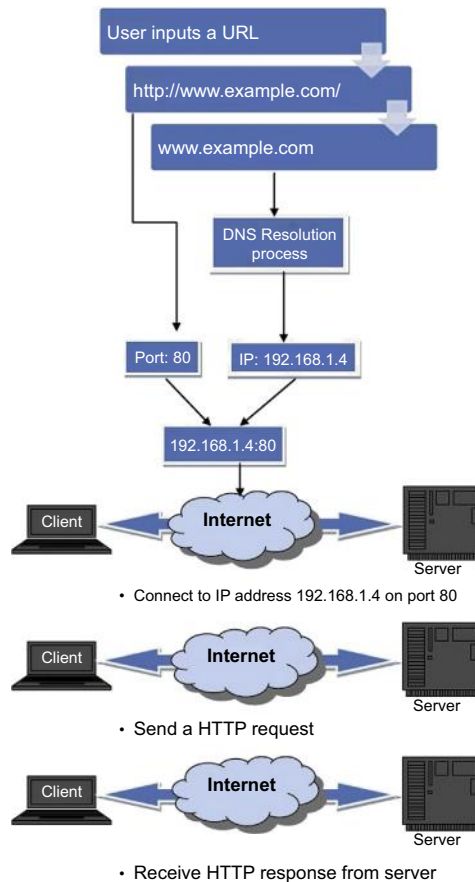 User inputs a URL
http://www.example.com/
www.example.com
DNS Resolution
process
Port: 80
IP: 192.168.1.4
192.168.1.4:80
Client
Internet
Server
• Connect to IP address 192.168.1.4 on port 80
Client
Internet
Server
• Send a HTTP request
Client
Internet
Server
• Receive HTTP response from server